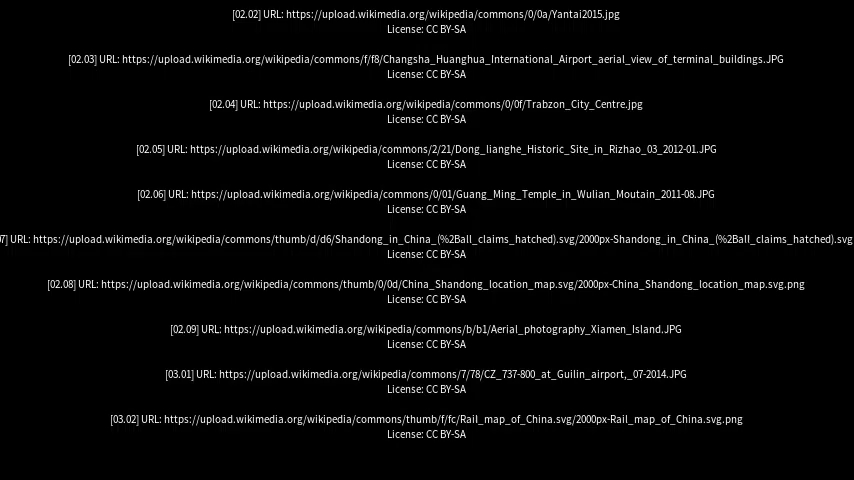 [02.02] URL: https://upload.wikimedia.org/wikipedia/commons/0/0a/Yantai2015.jpg
License: CC BY-SA
[02.03] URL: https://upload.wikimedia.org/wikipedia/commons/f/f8/Changsha_Huanghua_International_Airport_aerial_view_of_terminal_buildings.JPG
License: CC BY-SA
[02.04] URL: https://upload.wikimedia.org/wikipedia/commons/0/0f/Trabzon_City_Centre.jpg
License: CC BY-SA
[02.05] URL: https://upload.wikimedia.org/wikipedia/commons/2/21/Dong_lianghe_Historic_Site_in_Rizhao_03_2012-01.JPG
License: CC BY-SA
[02.06] URL: https://upload.wikimedia.org/wikipedia/commons/0/01/Guang_Ming_Temple_in_Wulian_Moutain_2011-08.JPG
License: CC BY-SA
7] URL: https://upload.wikimedia.org/wikipedia/commons/thumb/d/d6/Shandong_in_China_(%2Ball_claims_hatched).svg/2000px-Shandong_in_China_(%2Ball_claims_hatched).svg
License: CC BY-SA
[02.08] URL: https://upload.wikimedia.org/wikipedia/commons/thumb/0/0d/China_Shandong_location_map.svg/2000px-China_Shandong_location_map.svg.png
License: CC BY-SA
[02.09] URL: https://upload.wikimedia.org/wikipedia/commons/b/b1/Aerial_photography_Xiamen_Island.JPG
License: CC BY-SA
[03.01] URL: https://upload.wikimedia.org/wikipedia/commons/7/78/CZ_737-800_at_Guilin_airport,_07-2014.JPG
License: CC BY-SA
[03.02] URL: https://upload.wikimedia.org/wikipedia/commons/thumb/f/fc/Rail_map_of_China.svg/2000px-Rail_map_of_China.svg.png
License: CC BY-SA